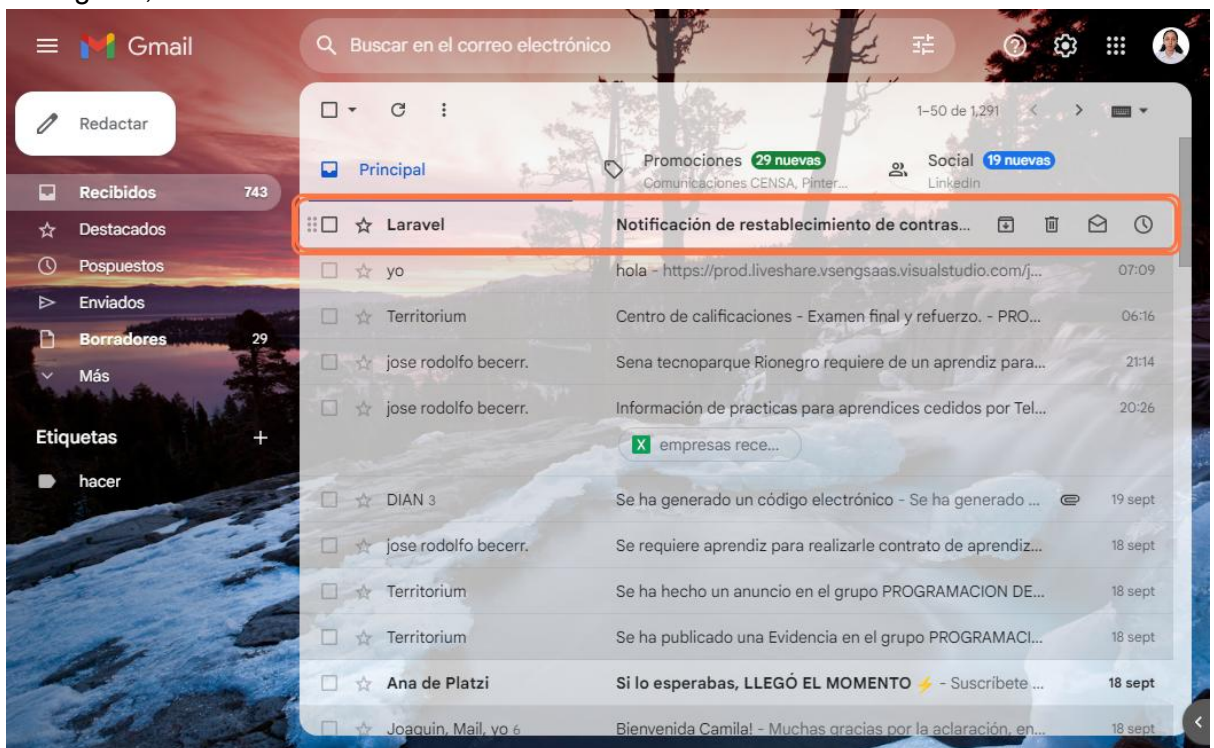 Gmail
Buscar en el correo electrónico
Redactar
1–50 de 1,291
Principal
Promociones 29 nuevas
Comunicaciones CENSA, Pinter...
Social 19 nuevas
Linkedin
Recibidos 743
Destacados
Pospuestos
Enviados
Borradores 29
Más
Etiquetas +
hacer
Laravel Notificación de restablecimiento de contras...
yo hola - https://prod.liveshare.vsengsaas.visualstudio.com/j... 07:09
Territorium Centro de calificaciones - Examen final y refuerzo. - PRO... 06:16
jose rodolfo becerr. Sena tecnoparque Rionegro requiere de un aprendiz para... 21:14
jose rodolfo becerr. Información de practicas para aprendices cedidos por Tel... 20:26
X empresas rece...
DIAN 3 Se ha generado un código electrónico - Se ha generado ... 19 sept
jose rodolfo becerr. Se requiere aprendiz para realizarle contrato de aprendiz... 18 sept
Territorium Se ha hecho un anuncio en el grupo PROGRAMACION DE... 18 sept
Territorium Se ha publicado una Evidencia en el grupo PROGRAMACI... 18 sept
Ana de Platzi Si lo esperabas, LLEGÓ EL MOMENTO ⚡ - Suscríbete ... 18 sept
Joaquin, Mail, yo 6 Bienvenida Camila! - Muchas gracias por la aclaración, en... 18 sept